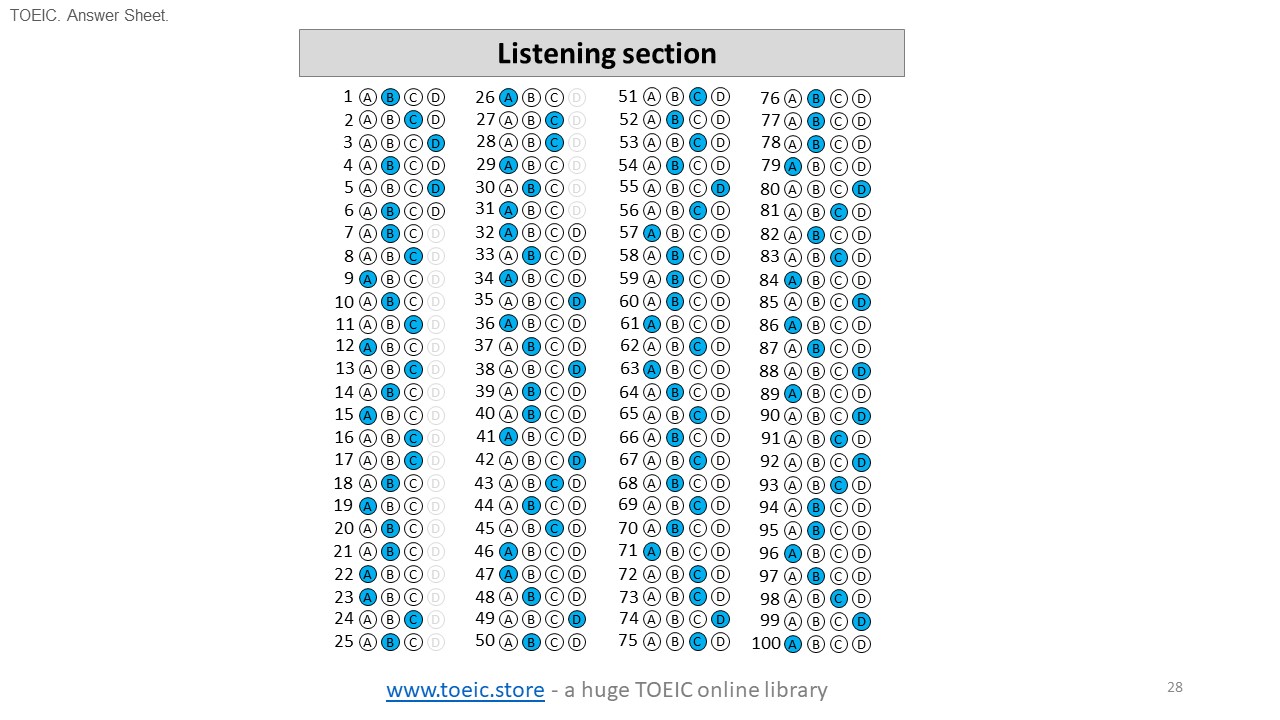 TOEIC. Answer Sheet.
Listening section
1 A B C D
2 A B C D
3 A B C D
4 A B C D
5 A B C D
6 A B C D
7 A B C D
8 A B C D
9 A B C D
10 A B C D
11 A B C D
12 A B C D
13 A B C D
14 A B C D
15 A B C D
16 A B C D
17 A B C D
18 A B C D
19 A B C D
20 A B C D
21 A B C D
22 A B C D
23 A B C D
24 A B C D
25 A B C D
26 A B C D
27 A B C D
28 A B C D
29 A B C D
30 A B C D
31 A B C D
32 A B C D
33 A B C D
34 A B C D
35 A B C D
36 A B C D
37 A B C D
38 A B C D
39 A B C D
40 A B C D
41 A B C D
42 A B C D
43 A B C D
44 A B C D
45 A B C D
46 A B C D
47 A B C D
48 A B C D
49 A B C D
50 A B C D
51 A B C D
52 A B C D
53 A B C D
54 A B C D
55 A B C D
56 A B C D
57 A B C D
58 A B C D
59 A B C D
60 A B C D
61 A B C D
62 A B C D
63 A B C D
64 A B C D
65 A B C D
66 A B C D
67 A B C D
68 A B C D
69 A B C D
70 A B C D
71 A B C D
72 A B C D
73 A B C D
74 A B C D
75 A B C D
76 A B C D
77 A B C D
78 A B C D
79 A B C D
80 A B C D
81 A B C D
82 A B C D
83 A B C D
84 A B C D
85 A B C D
86 A B C D
87 A B C D
88 A B C D
89 A B C D
90 A B C D
91 A B C D
92 A B C D
93 A B C D
94 A B C D
95 A B C D
96 A B C D
97 A B C D
98 A B C D
99 A B C D
100 A B C D
www.toeic.store - a huge TOEIC online library
28